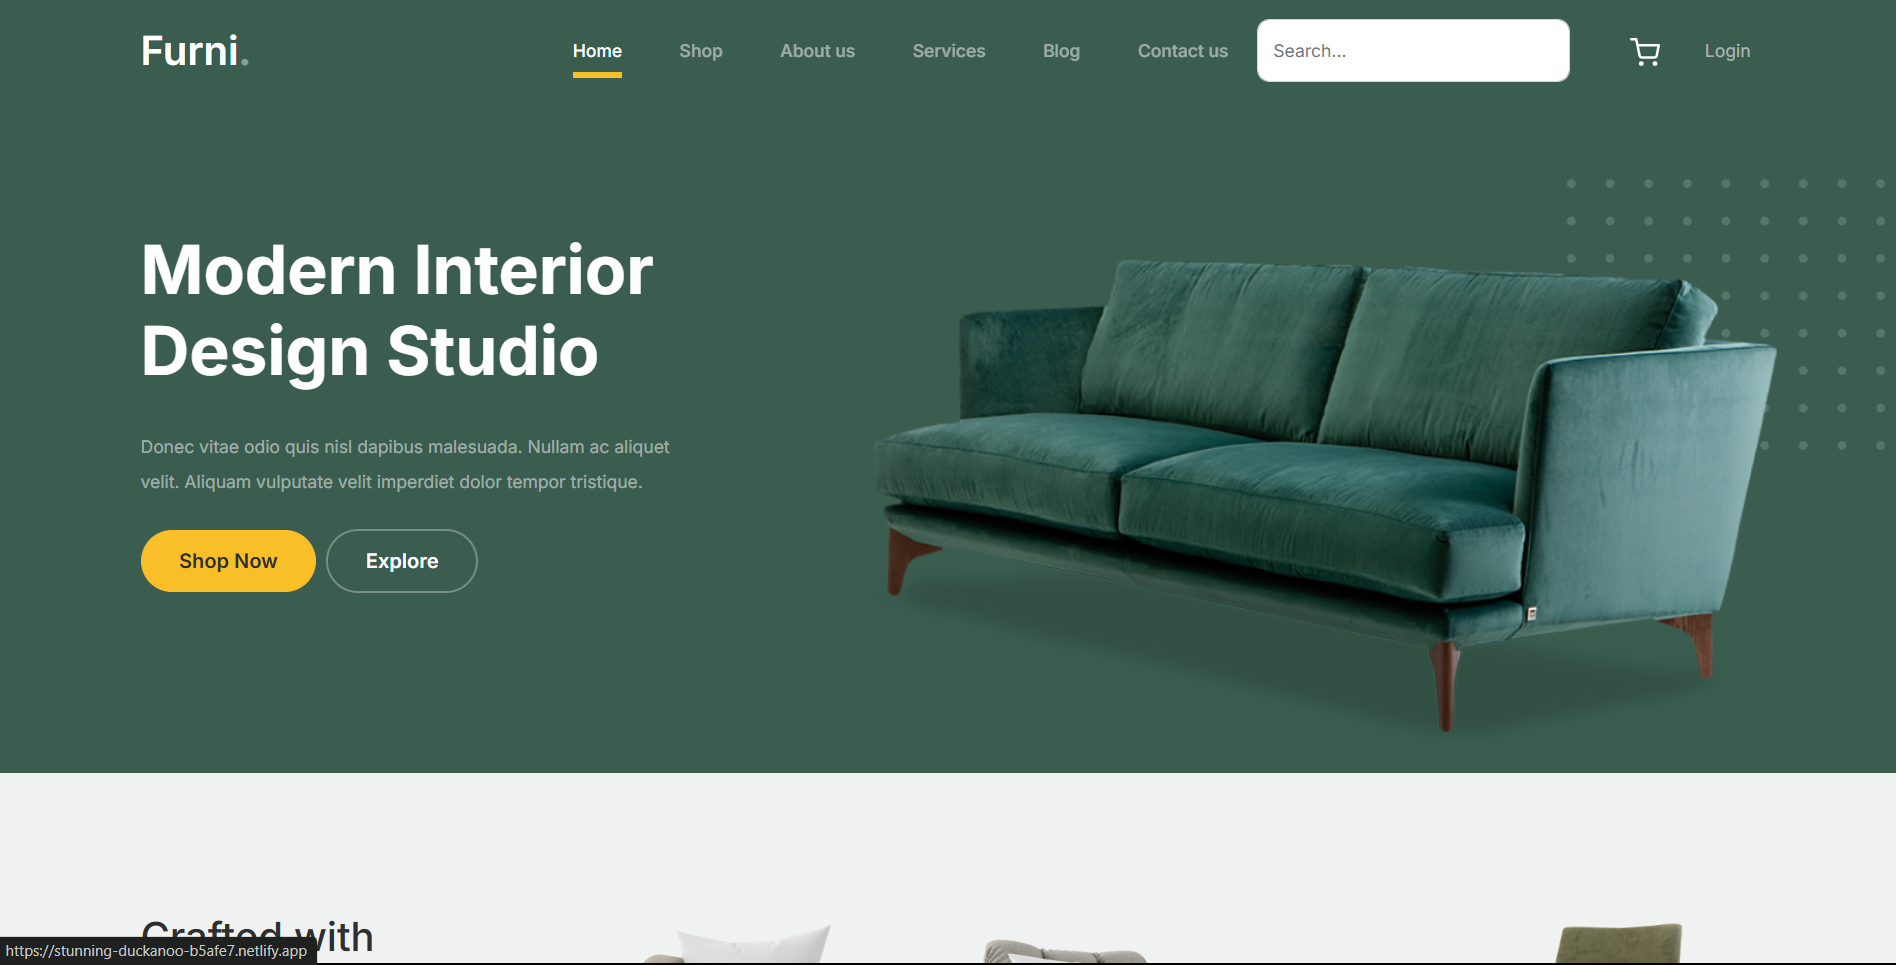 Furni.
Home
Shop
About us
Services
Blog
Contact us
Search...
Login
Modern Interior
Design Studio
Donec vitae odio quis nisl dapibus malesuada. Nullam ac aliquet
velit. Aliquam vulputate velit imperdiet dolor tempor tristique.
Shop Now
Explore
Crafted with
https://stunning-duckanoo-b5afe7.netlify.app